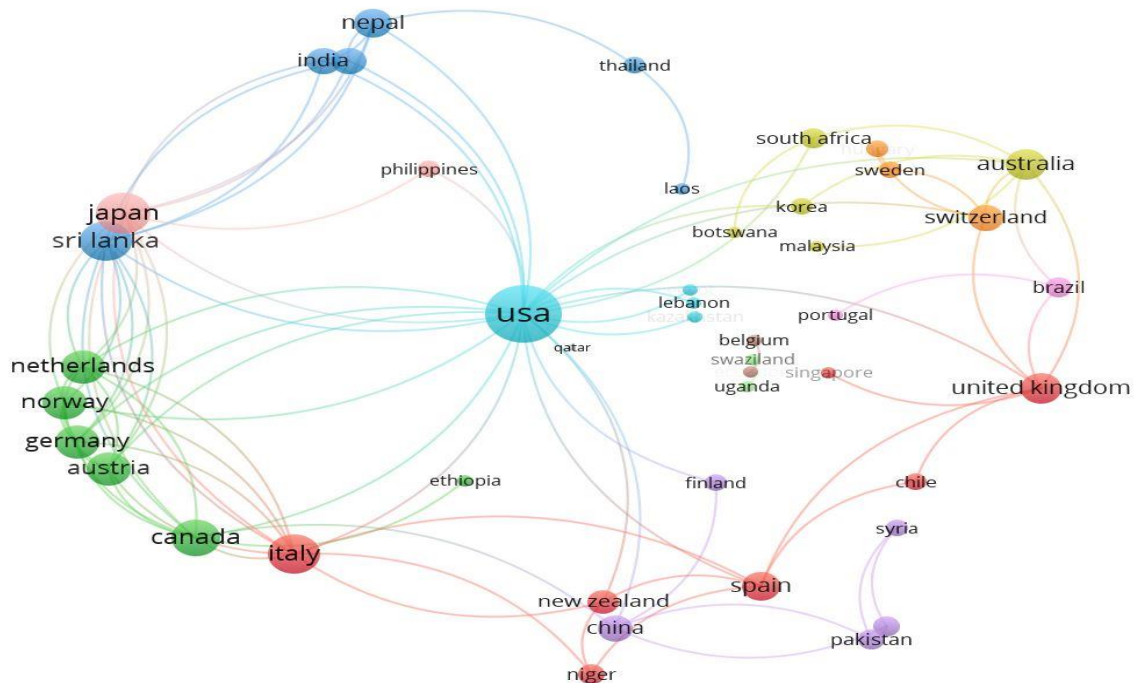 nepal
india
thailand
philippines
laos
south africa
sweden
australia
korea
switzerland
botswana
malaysia
japan
sri lanka
usa
lebanon
kazakhstan
brazil
portugal
qatar
belgium
swaziland
singapore
uganda
united kingdom
netherlands
norway
germany
austria
ethiopia
finland
chile
syria
canada
italy
spain
new zealand
china
pakistan
niger